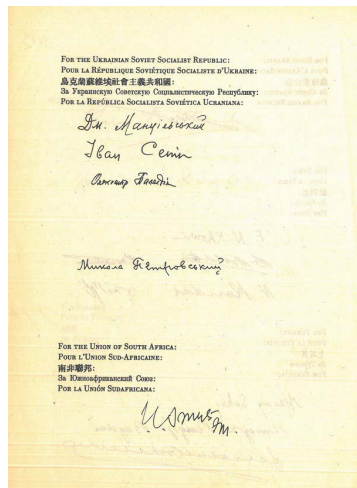 FOR THE UKRAINIAN SOVIET SOCIALIST REPUBLIC:
POUR LA RÉPUBLIQUE SOVIÉTIQUE SOCIALISTE D'UKRAINE:
烏克蘭蘇維埃社會主義共和國:
За Украинскую Советскую Социалистическую Республику:
POR LA REPÚBLICA SOCIALISTA SOVIÉTICA UCRANIANA:
Дм. Мануїльський
Іван Сенін
Олександр Палладін
Микола Петровський
FOR THE UNION OF SOUTH AFRICA:
POUR L'UNION SUD-AFRICAINE:
南非聯邦:
За Южноафриканский Союз:
POR LA UNIÓN SUDAFRICANA: